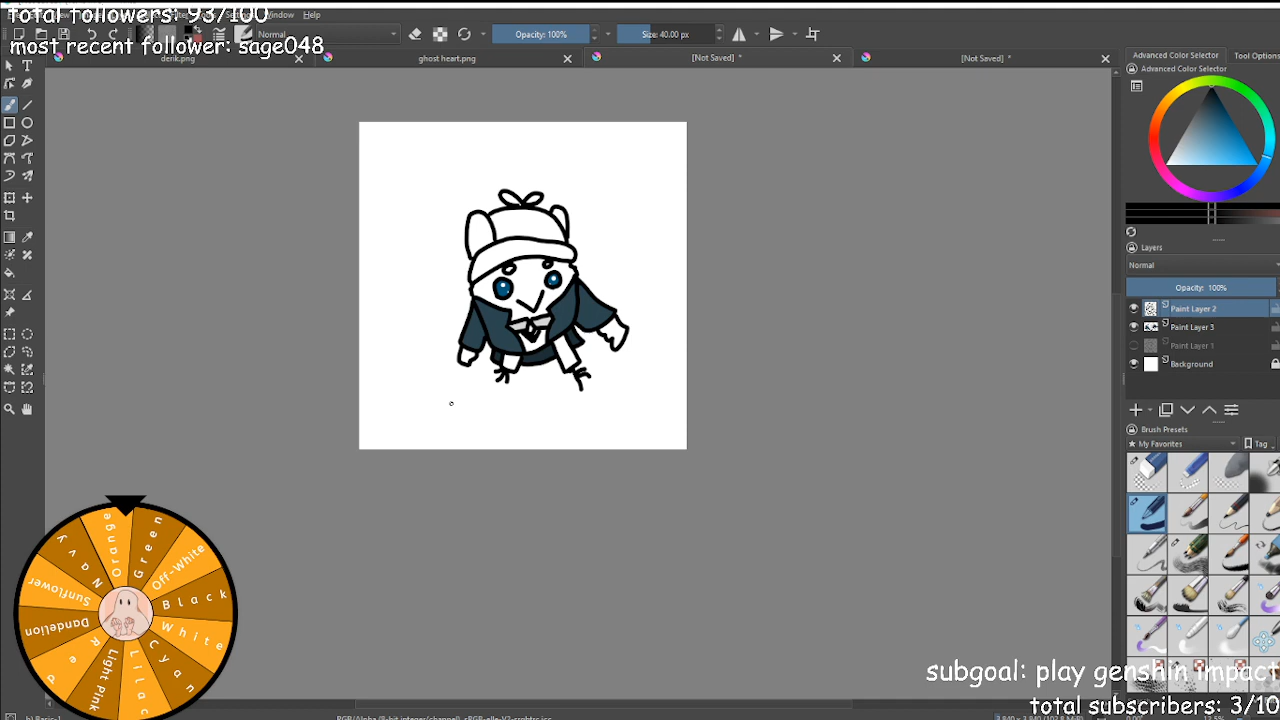 total followers: 93/100
Window
Help
most recent follower: sage048
Normal
Opacity: 100%
Size: 40.00 px
denk.png
ghost heart.png
[Not Saved] *
[Not Saved] *
Advanced Color Selector
Tool Options
Advanced Color Selector
Layers
Normal
Opacity: 100%
Paint Layer 2
Paint Layer 3
Paint Layer 1
Background
Brush Presets
My Favorites
Tag
Orange
Green
Off-White
Black
White
Cyan
Lilac
Light Pink
Red
Dandelion
Sunflower
Navy
subgoal: play genshin impact
total subscribers: 3/10